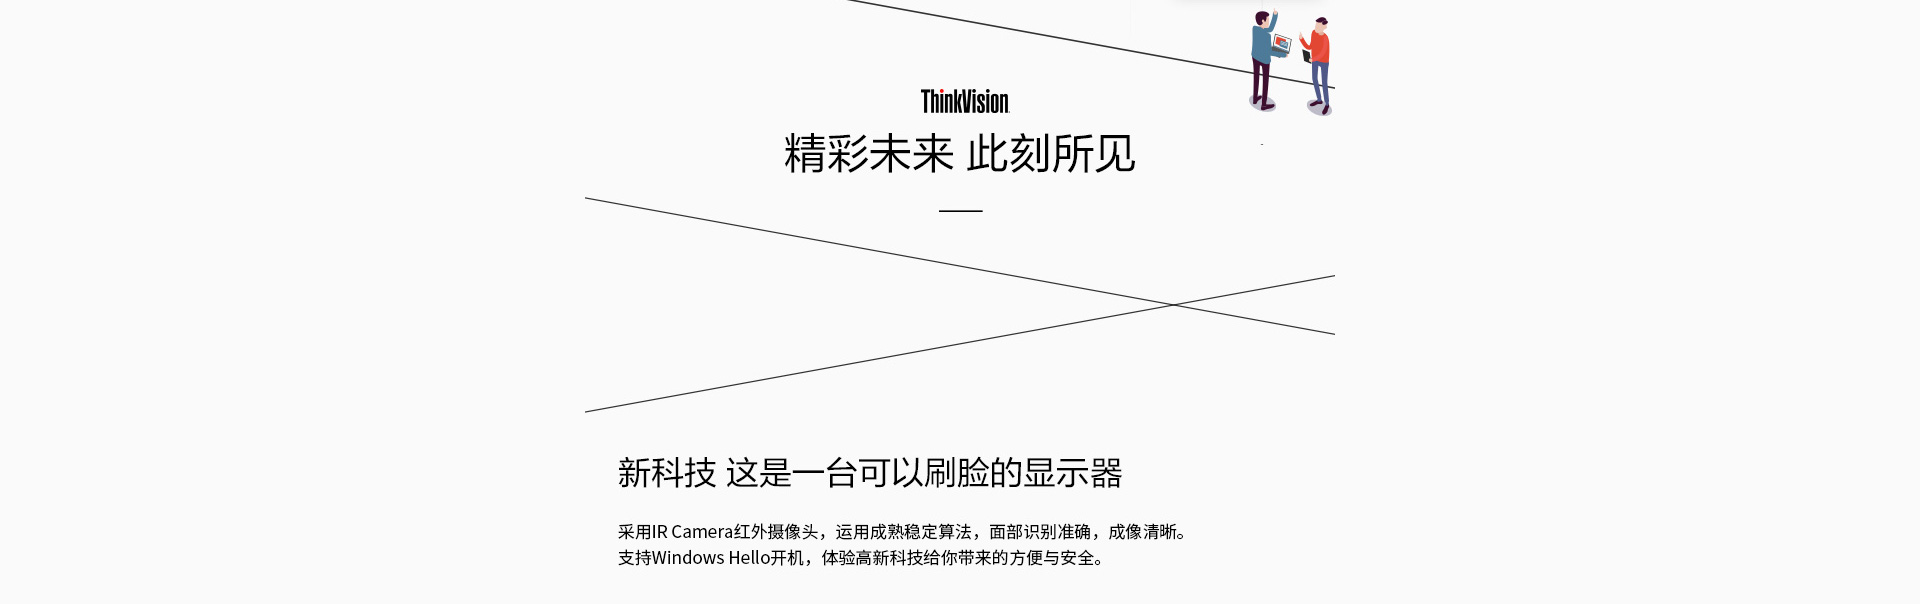 ThinkVision
精彩未来 此刻所见
新科技 这是一台可以刷脸的显示器
采用IR Camera红外摄像头，运用成熟稳定算法，面部识别准确，成像清晰。
支持Windows Hello开机，体验高新科技给你带来的方便与安全。